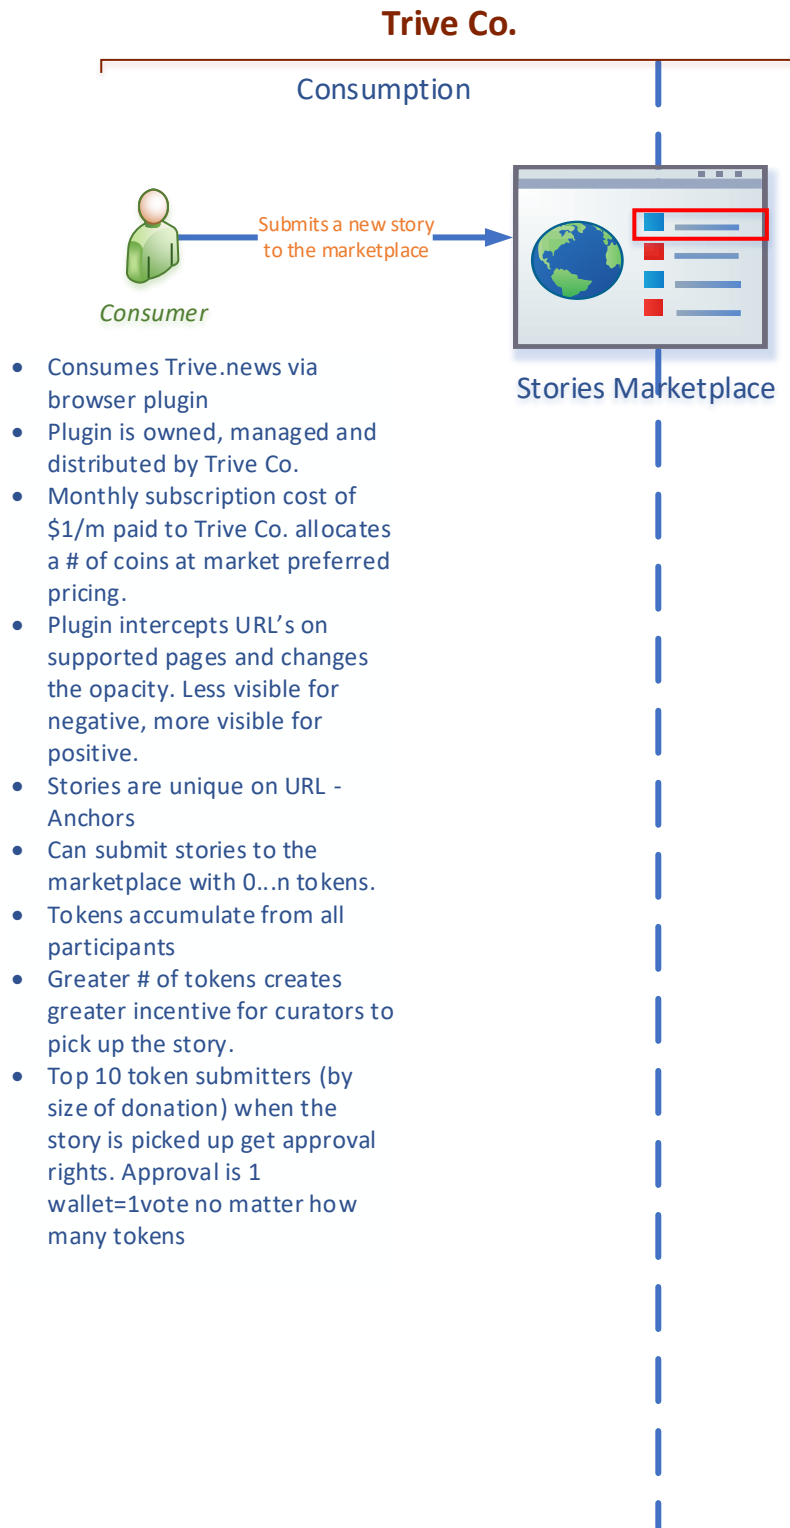 Trive Co.
Consumption
Submits a new story
to the marketplace
Consumer
Stories Marketplace
• Consumes Trive.news via
browser plugin
• Plugin is owned, managed and
distributed by Trive Co.
• Monthly subscription cost of
$1/m paid to Trive Co. allocates
a # of coins at market preferred
pricing.
• Plugin intercepts URL’s on
supported pages and changes
the opacity. Less visible for
negative, more visible for
positive.
• Stories are unique on URL -
Anchors
• Can submit stories to the
marketplace with 0...n tokens.
• Tokens accumulate from all
participants
• Greater # of tokens creates
greater incentive for curators to
pick up the story.
• Top 10 token submitters (by
size of donation) when the
story is picked up get approval
rights. Approval is 1
wallet=1vote no matter how
many tokens